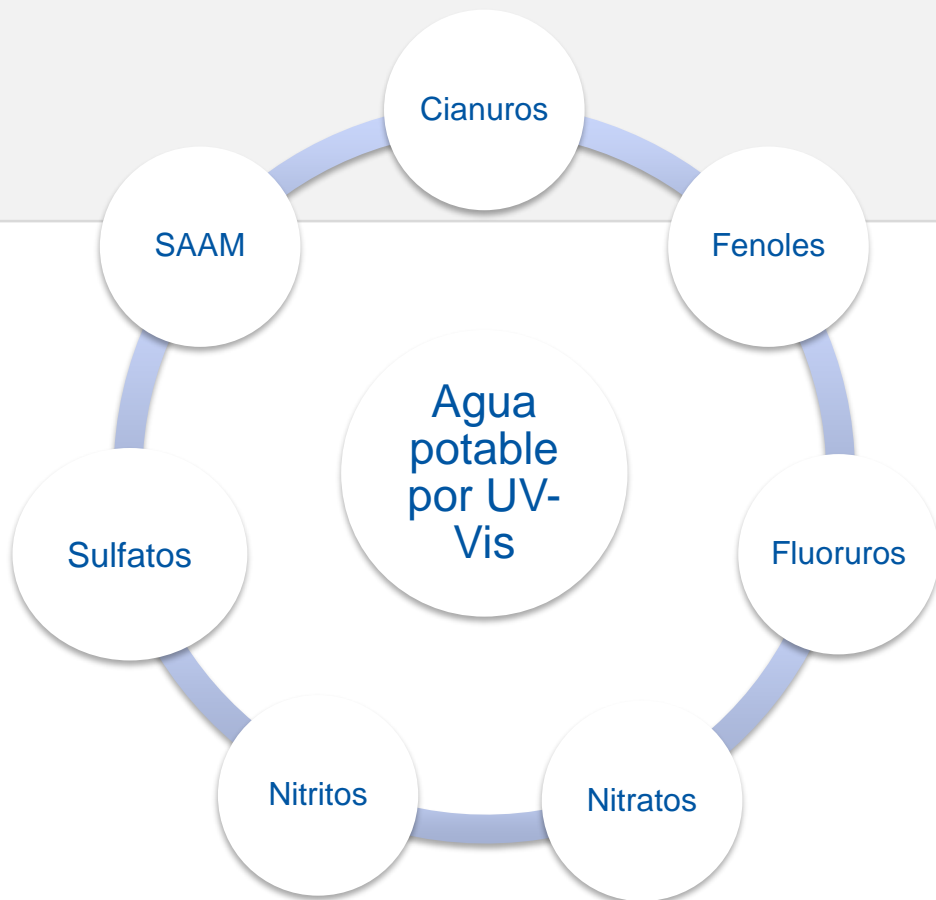 Cianuros
SAAM
Fenoles
Agua
potable
por UV-
Vis
Sulfatos
Fluoruros
Nitritos
Nitratos